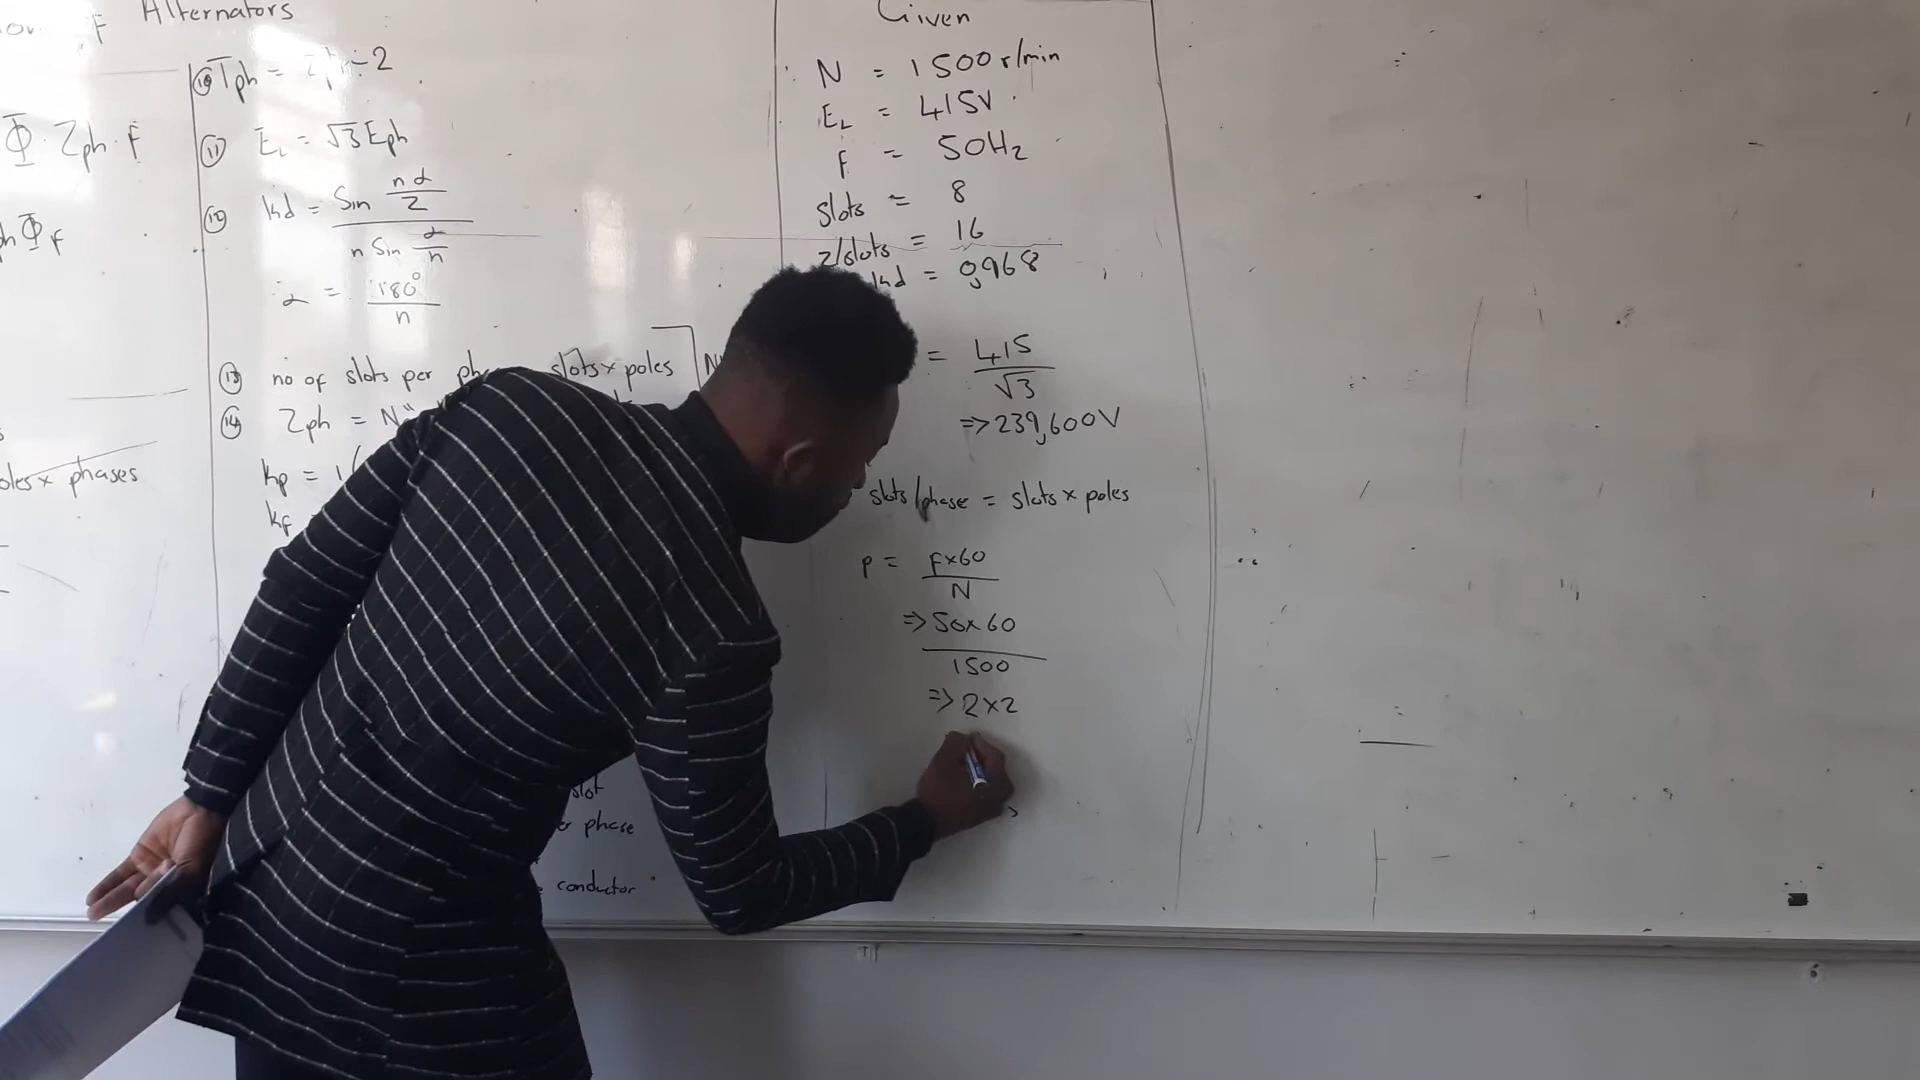 Alternators
Φ · Zph · f
Φ f
oles x phases
⑩ Tph = 2
⑪ EL = √3 Eph
⑫ kd = Sin nα/2
n Sin α/n
α = 180°
n
⑬ no of slots per slots x poles
⑭ Zph = N
kp = 1
kf
slot
phase
conductor
Given
N = 1500 r/min
EL = 415V
f = 50Hz
slots = 8
z/slots = 16
kd = 0,968
= 415
√3
=> 239,600V
slots/phase = slots x poles
P = f x 60
N
=> 50 x 60
1500
=> 2 x 2